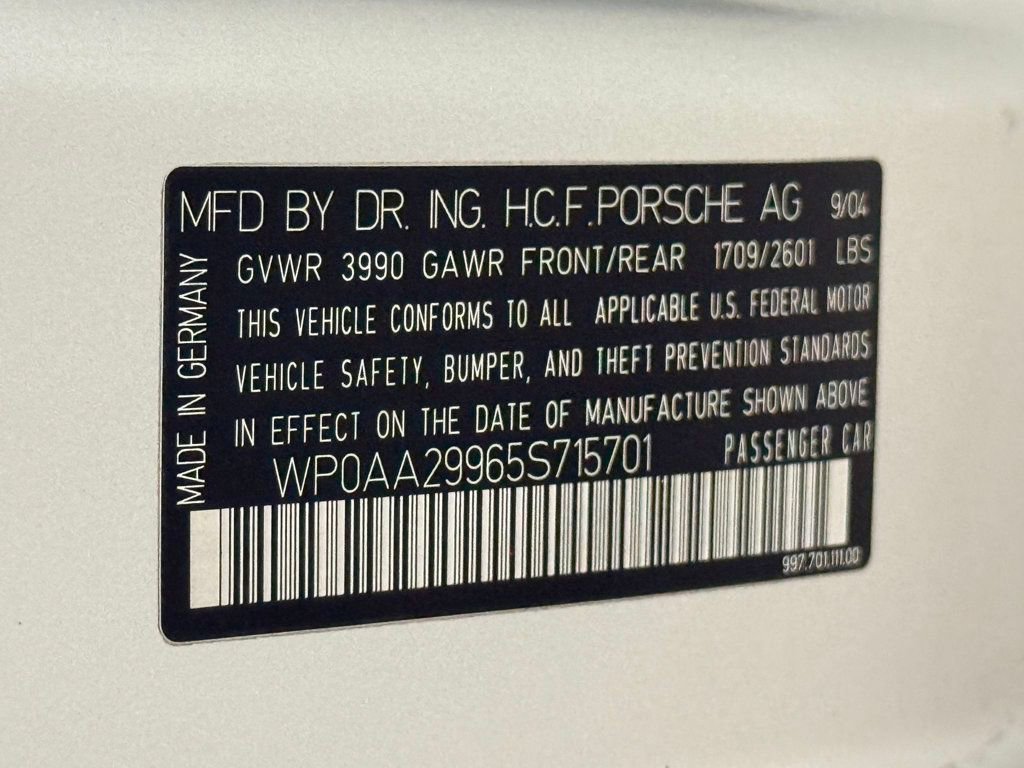 MFD BY DR. ING. H.C.F. PORSCHE AG 9/04
GVWR 3990 GAWR FRONT/REAR 1709/2601 LBS
THIS VEHICLE CONFORMS TO ALL APPLICABLE U.S. FEDERAL MOTOR
VEHICLE SAFETY, BUMPER, AND THEFT PREVENTION STANDARDS
IN EFFECT ON THE DATE OF MANUFACTURE SHOWN ABOVE
WP0AA29965S715701 PASSENGER CAR
997.701.111.00
MADE IN GERMANY